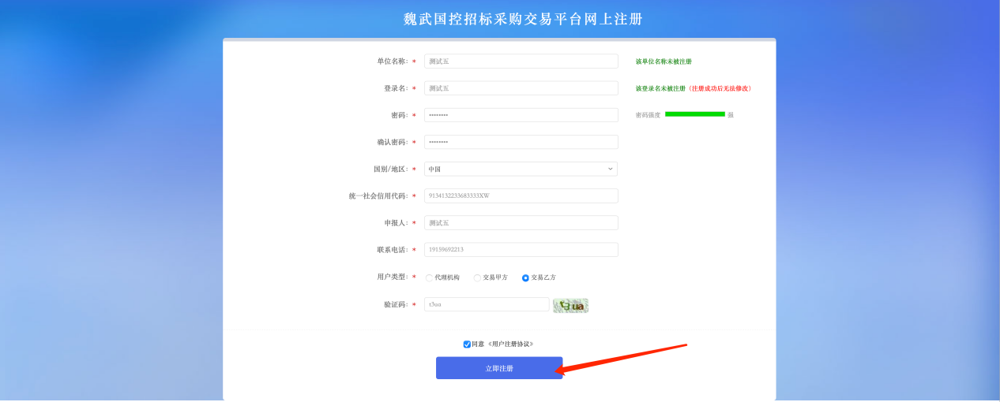 魏武国控招标采购交易平台网上注册
单位名称: * 测试五 该单位名称未被注册
登录名: * 测试五 该登录名未被注册（注册成功后无法修改）
密码: * •••••••• 密码强度 强
确认密码: * ••••••••
国别/地区: * 中国
统一社会信用代码: * 9134132233683333XW
申报人: * 测试五
联系电话: * 19159692213
用户类型: * 代理机构 交易甲方 交易乙方
验证码: * t3ua t3ua
同意 《用户注册协议》
立即注册